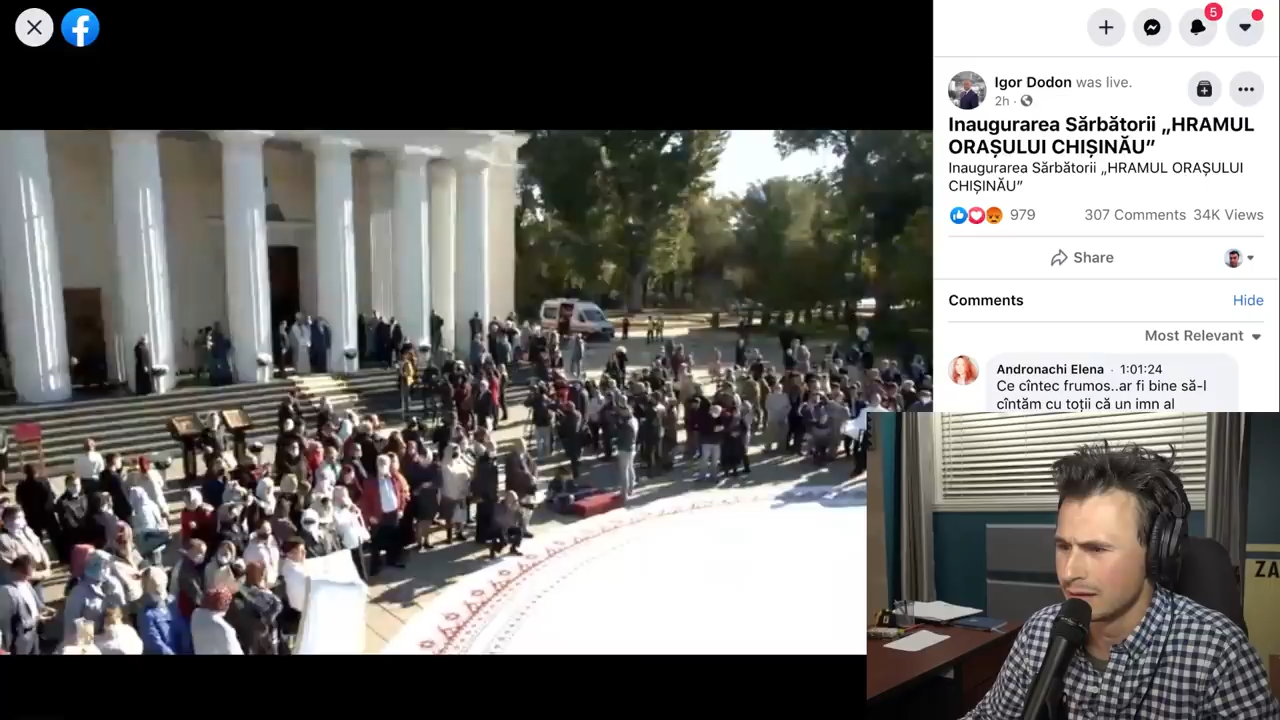 5
Igor Dodon was live.
2h ·
Inaugurarea Sărbătorii „HRAMUL
ORAȘULUI CHIȘINĂU”
Inaugurarea Sărbătorii „HRAMUL ORAȘULUI
CHIȘINĂU”
979 307 Comments 34K Views
Share
Comments Hide
Most Relevant
Andronachi Elena · 1:01:24
Ce cîntec frumos..ar fi bine să-l
cîntăm cu toții că un imn al
ZA